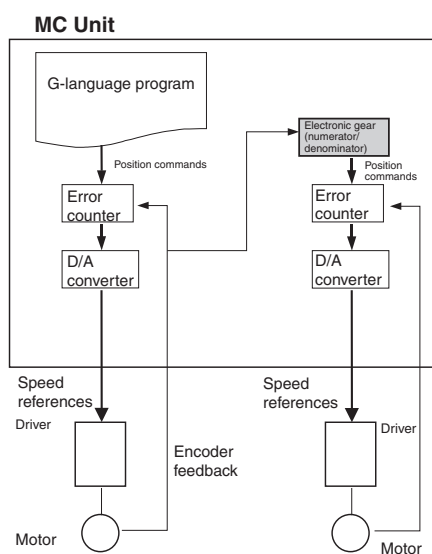 MC Unit
G-language program
Position commands
Error
counter
D/A
converter
Speed
references
Driver
Encoder
feedback
Motor
Electronic gear
(numerator/
denominator)
Position
commands
Error
counter
D/A
converter
Speed
references
Driver
Motor